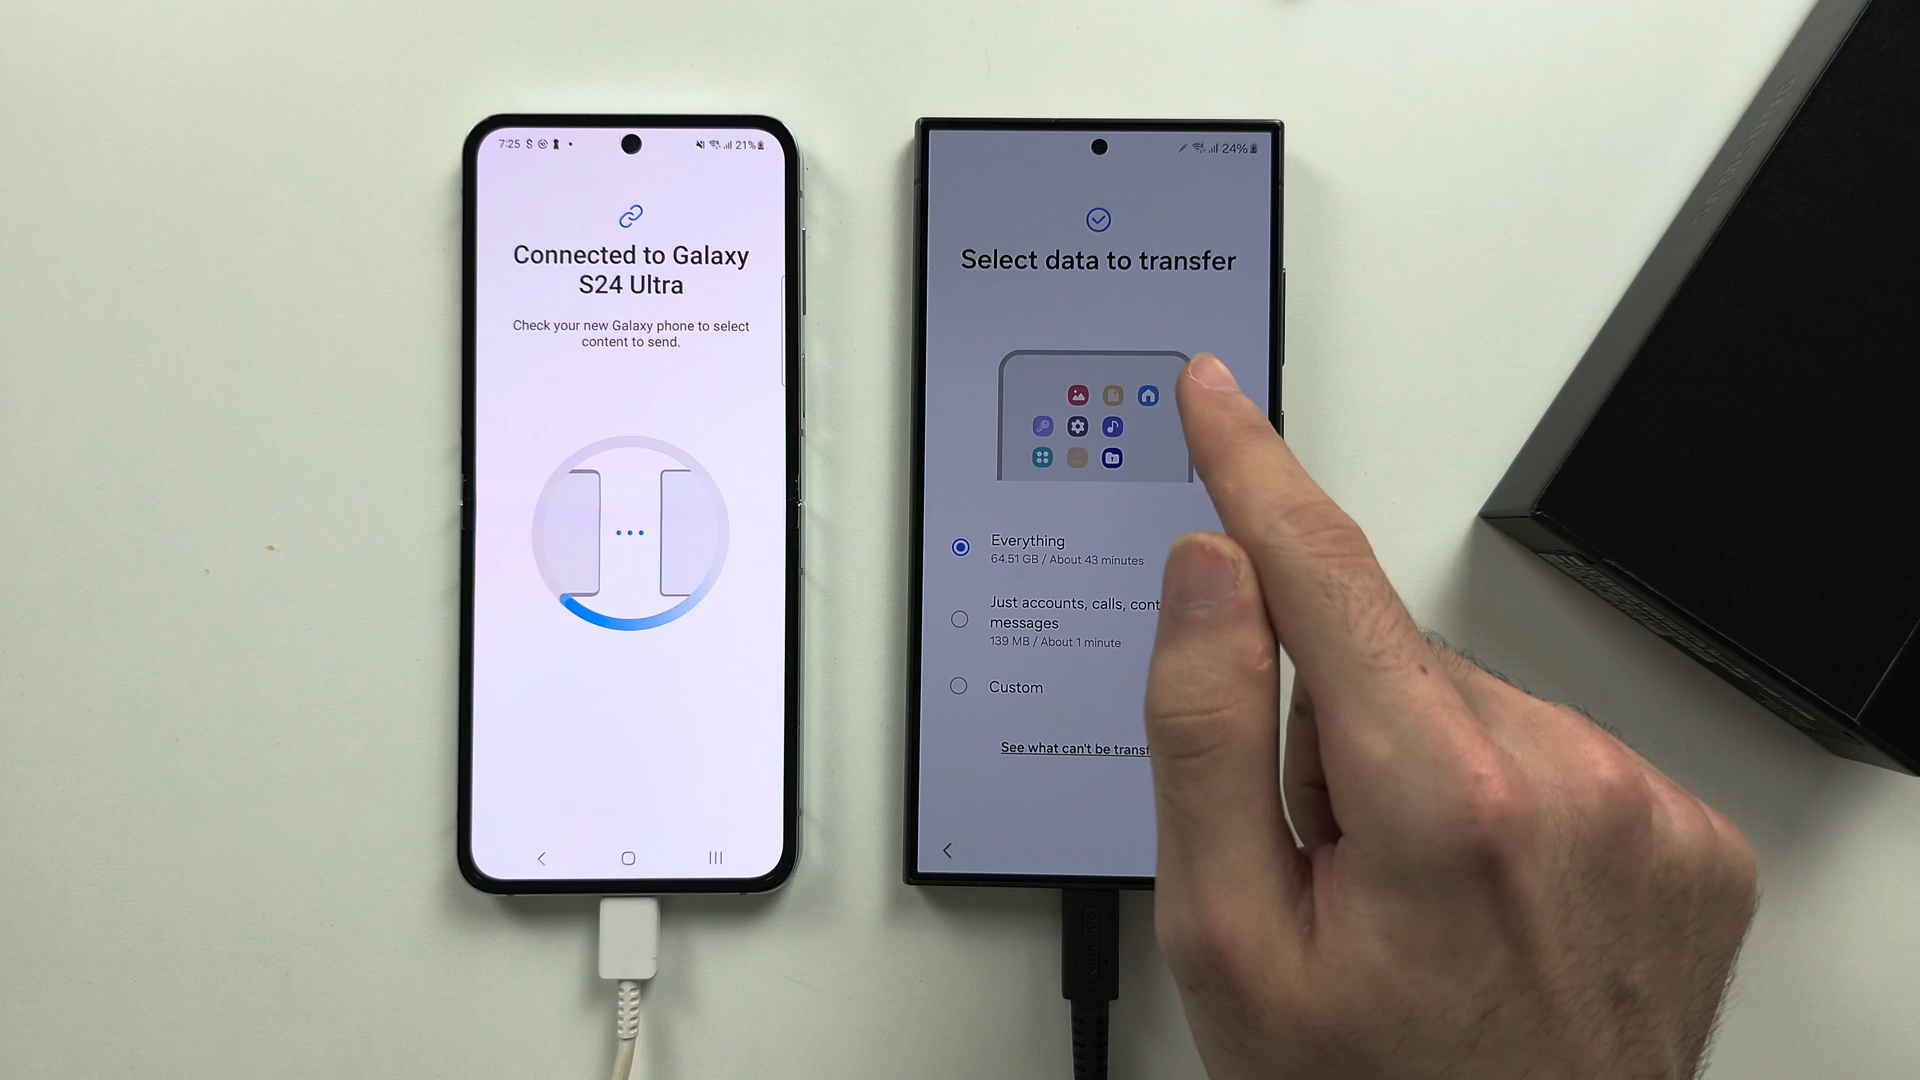 7:25
21%
Connected to Galaxy
S24 Ultra
Check your new Galaxy phone to select
content to send.
24%
Select data to transfer
Everything
64.51 GB / About 43 minutes
Just accounts, calls, cont
messages
139 MB / About 1 minute
Custom
See what can't be transf